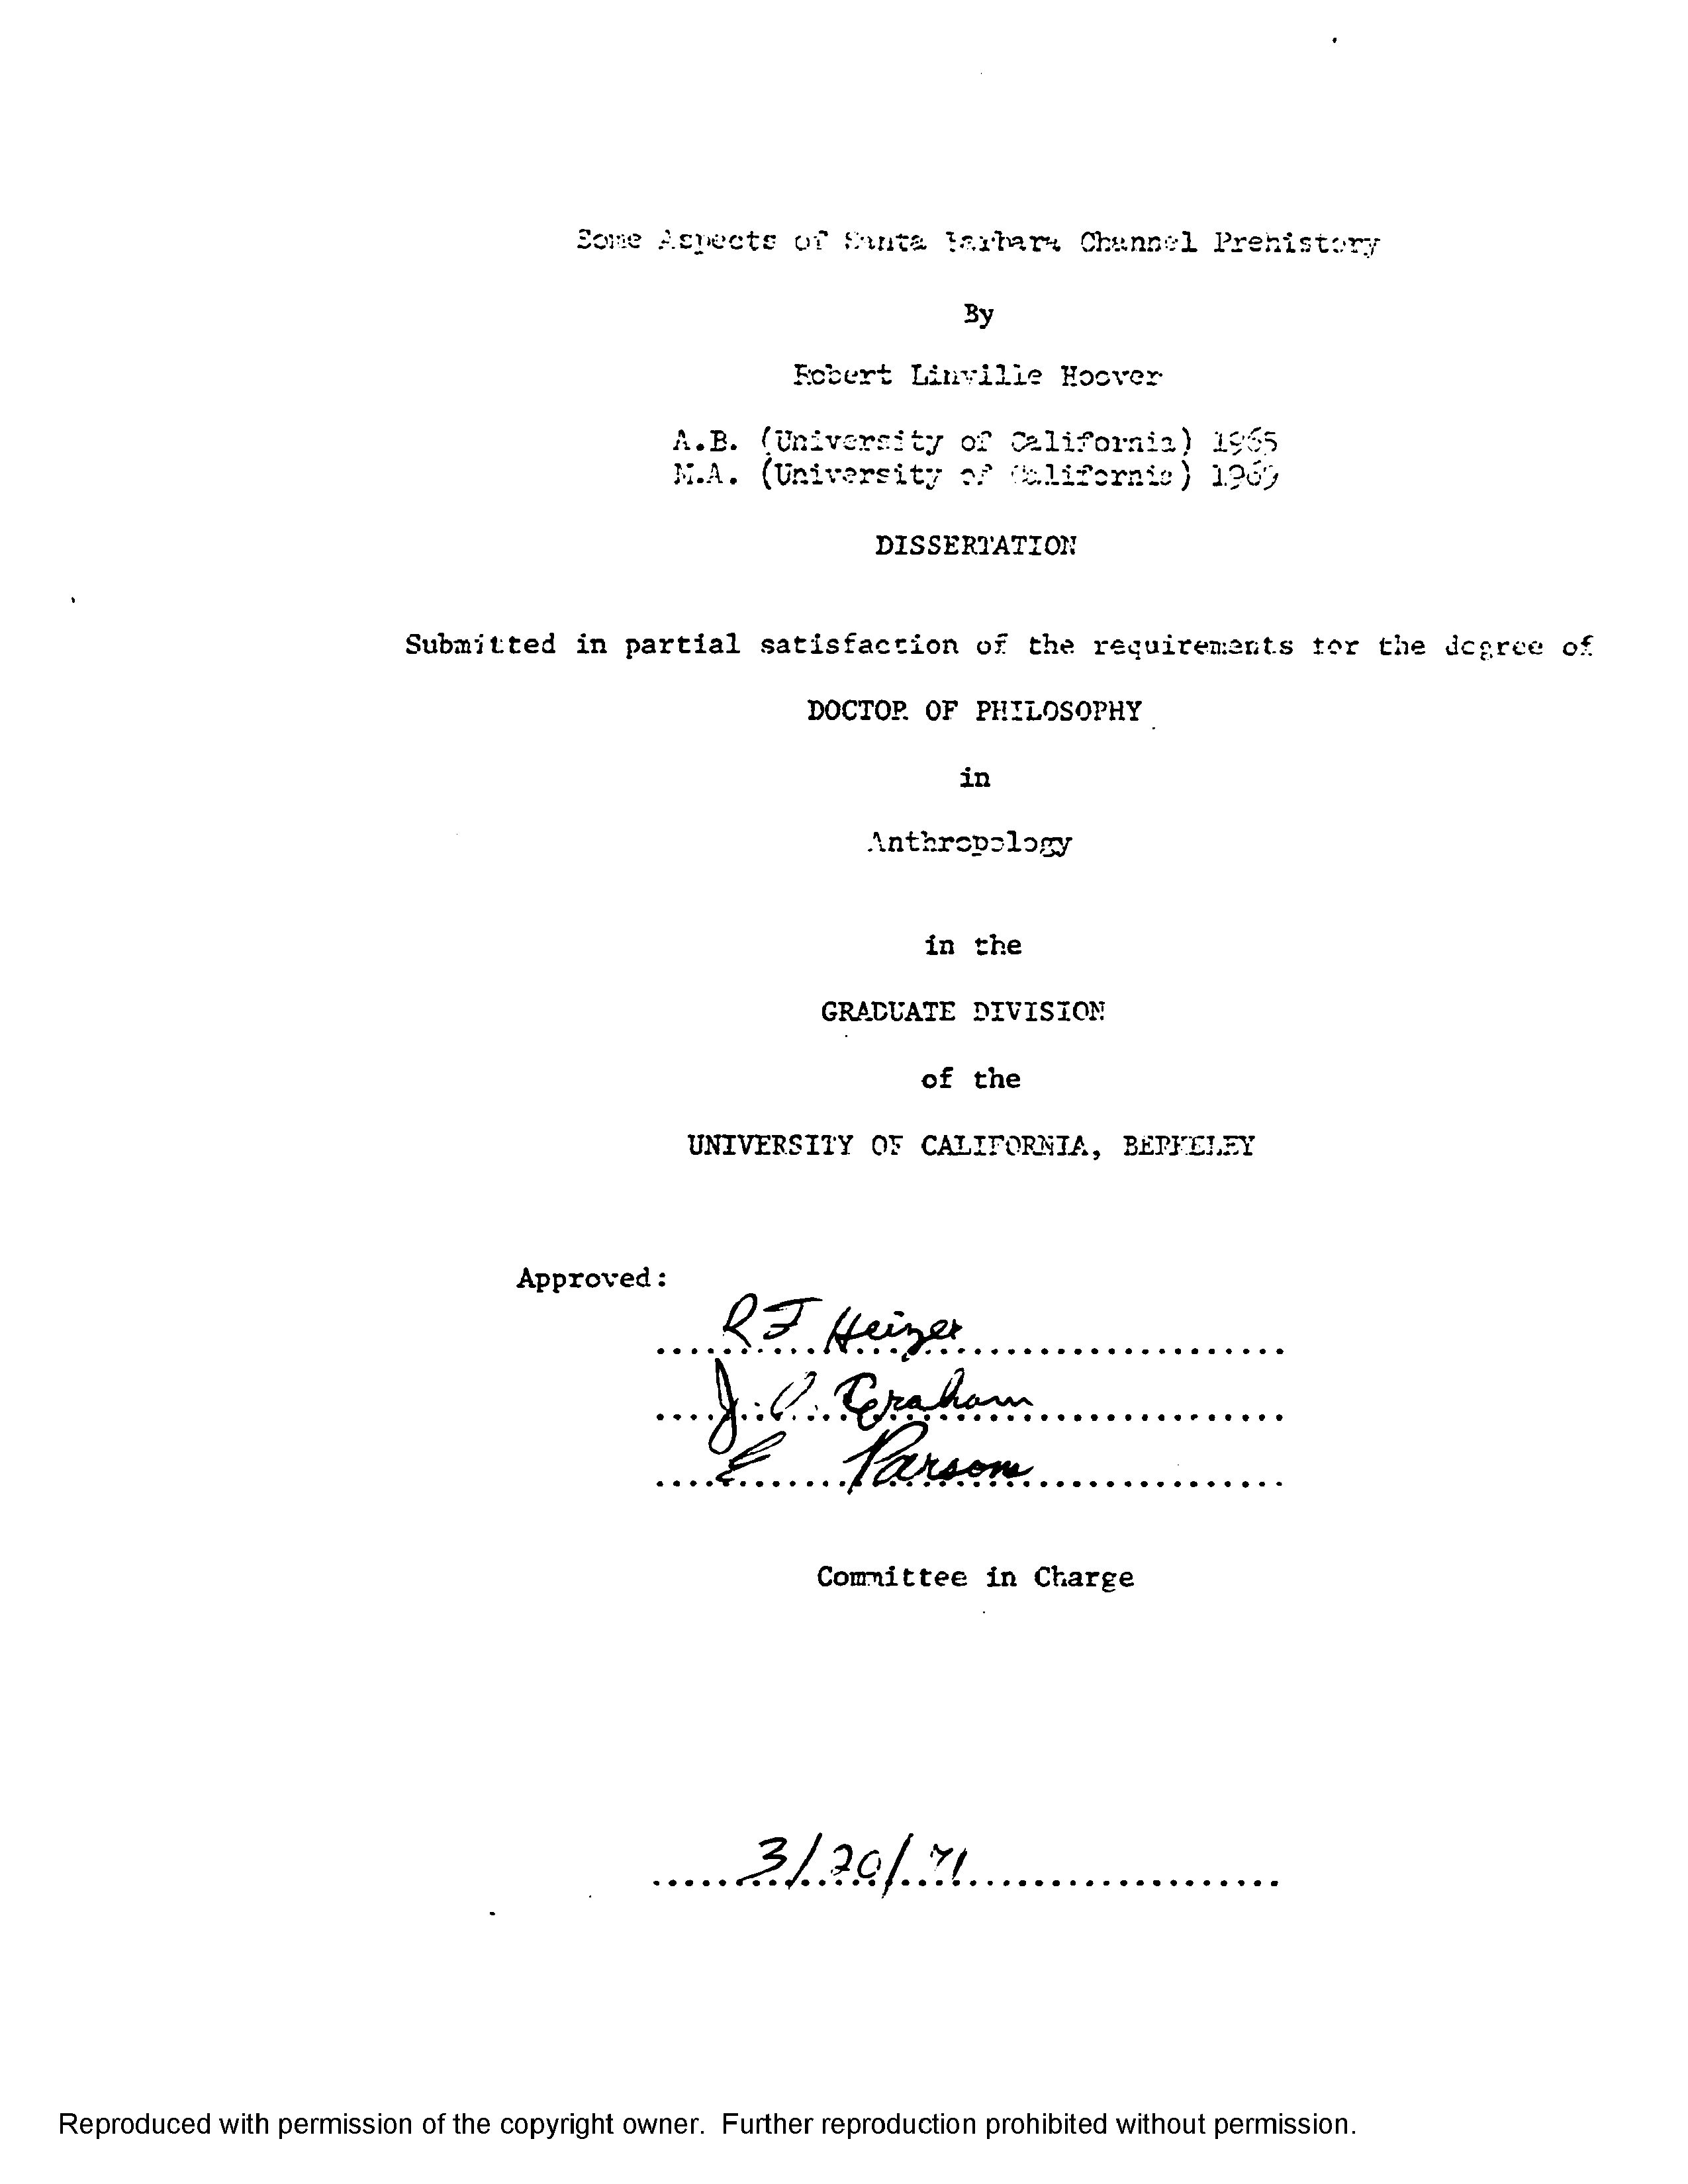 Some Aspects of Santa Barbara Channel Prehistory
By
Robert Linville Hoover
A.B. (University of California) 1965
M.A. (University of California) 1969
DISSERTATION
Submitted in partial satisfaction of the requirements for the degree of
DOCTOR OF PHILOSOPHY
in
Anthropology
in the
GRADUATE DIVISION
of the
UNIVERSITY OF CALIFORNIA, BERKELEY
Approved:
R F Heizer
J. A. Graham
E Parsons
Committee in Charge
3/20/71
Reproduced with permission of the copyright owner. Further reproduction prohibited without permission.